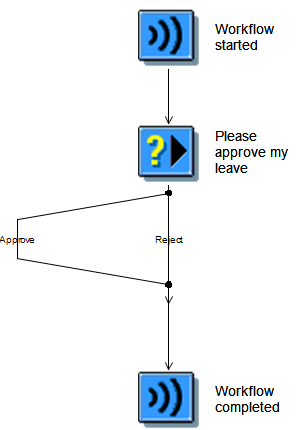 Workflow
started
Please
approve my
leave
Approve
Reject
Workflow
completed